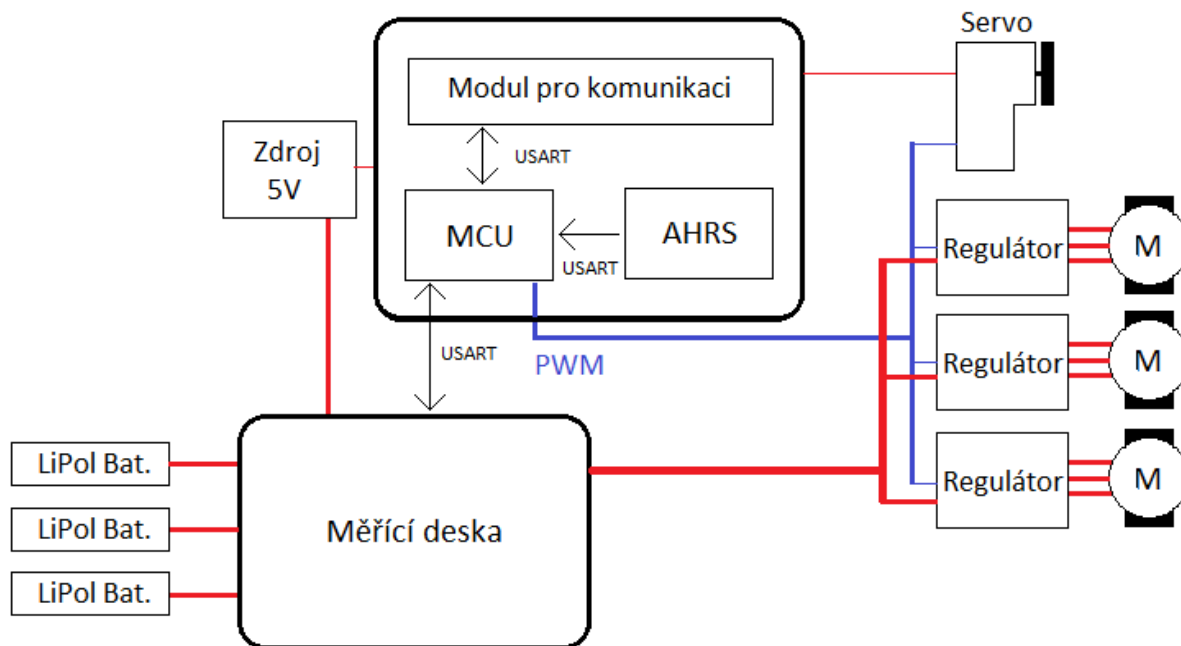 Servo
Modul pro komunikaci
Zdroj
5V
USART
MCU
AHRS
USART
Regulátor
M
USART
PWM
Regulátor
M
LiPol Bat.
Regulátor
M
LiPol Bat.
Měřící deska
LiPol Bat.